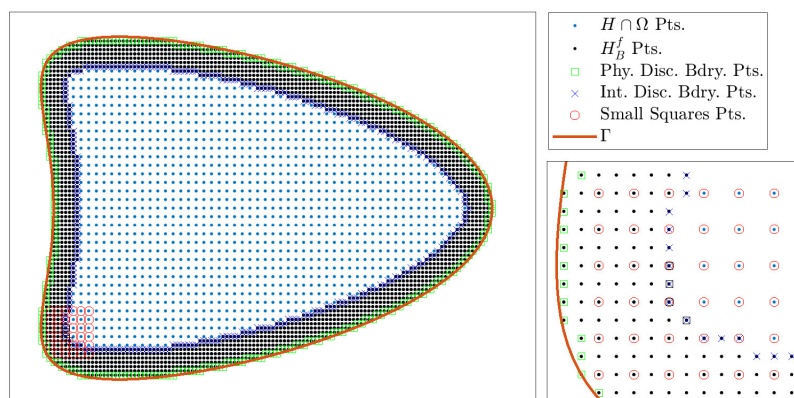 H ∩ Ω Pts.
H_B^f Pts.
Phy. Disc. Bdry. Pts.
Int. Disc. Bdry. Pts.
Small Squares Pts.
Γ